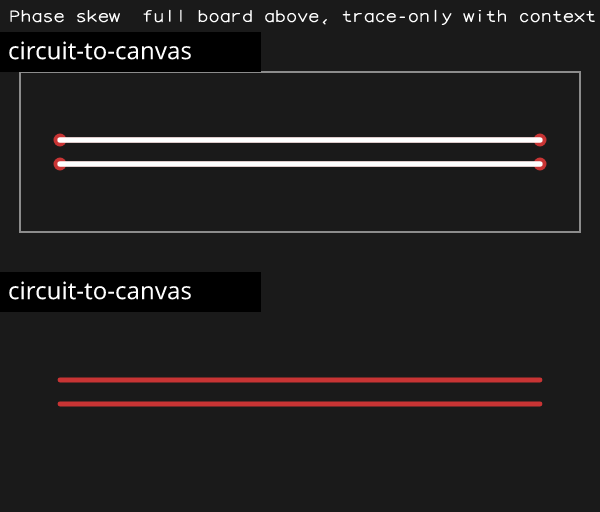 Phase skew  full board above, trace-only with context
circuit-to-canvas
circuit-to-canvas